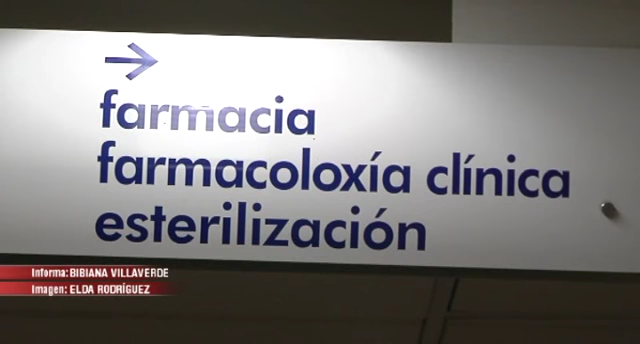 farmacia
farmacoloxía clínica
esterilización
Informa: BIBIANA VILLAVERDE
Imagen: ELDA RODRÍGUEZ